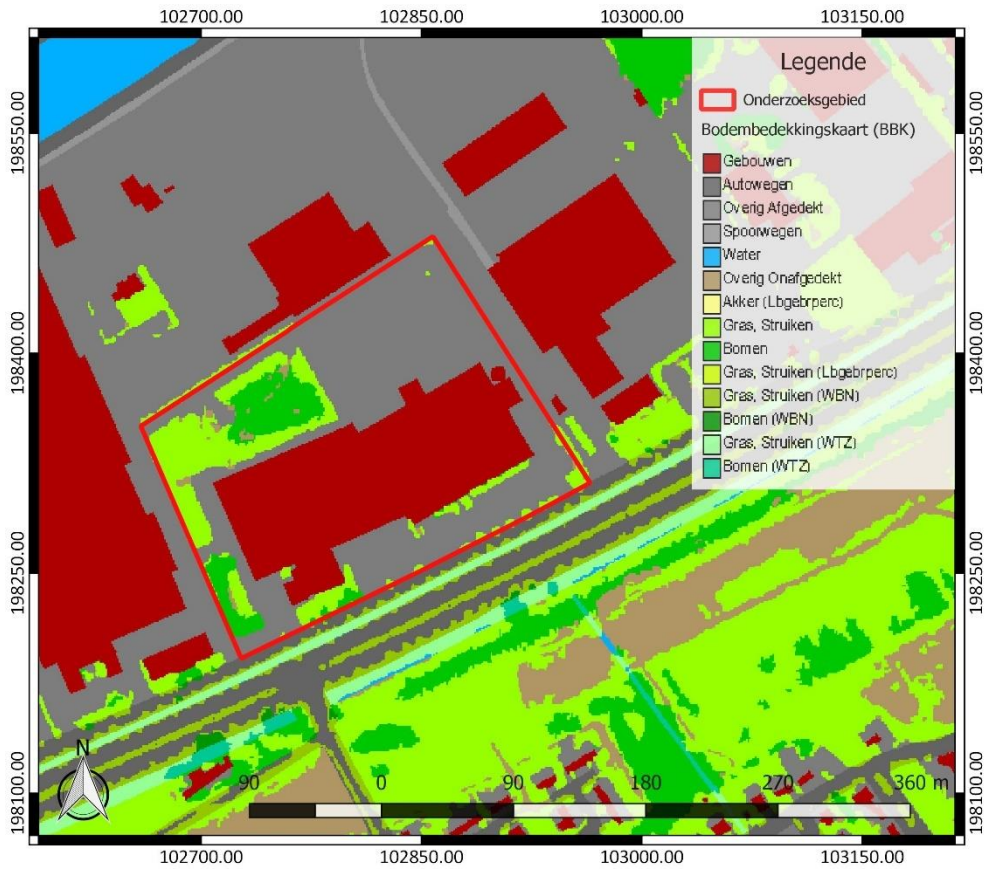 102700.00 102850.00 103000.00 103150.00
198550.00
198400.00
198250.00
198100.00
Legende
Onderzoeksgebied
Bodembedekkingskaart (BBK)
Gebouwen
Autowegen
Overig Afgedekt
Spoorwegen
Water
Overig Onafgedekt
Akker (Lbgebrperc)
Gras, Struiken
Bomen
Gras, Struiken (Lbgebrperc)
Gras, Struiken (WBN)
Bomen (WBN)
Gras, Struiken (WTZ)
Bomen (WTZ)
198550.00
198400.00
198250.00
198100.00
N
90 0 90 180 270 360 m
102700.00 102850.00 103000.00 103150.00